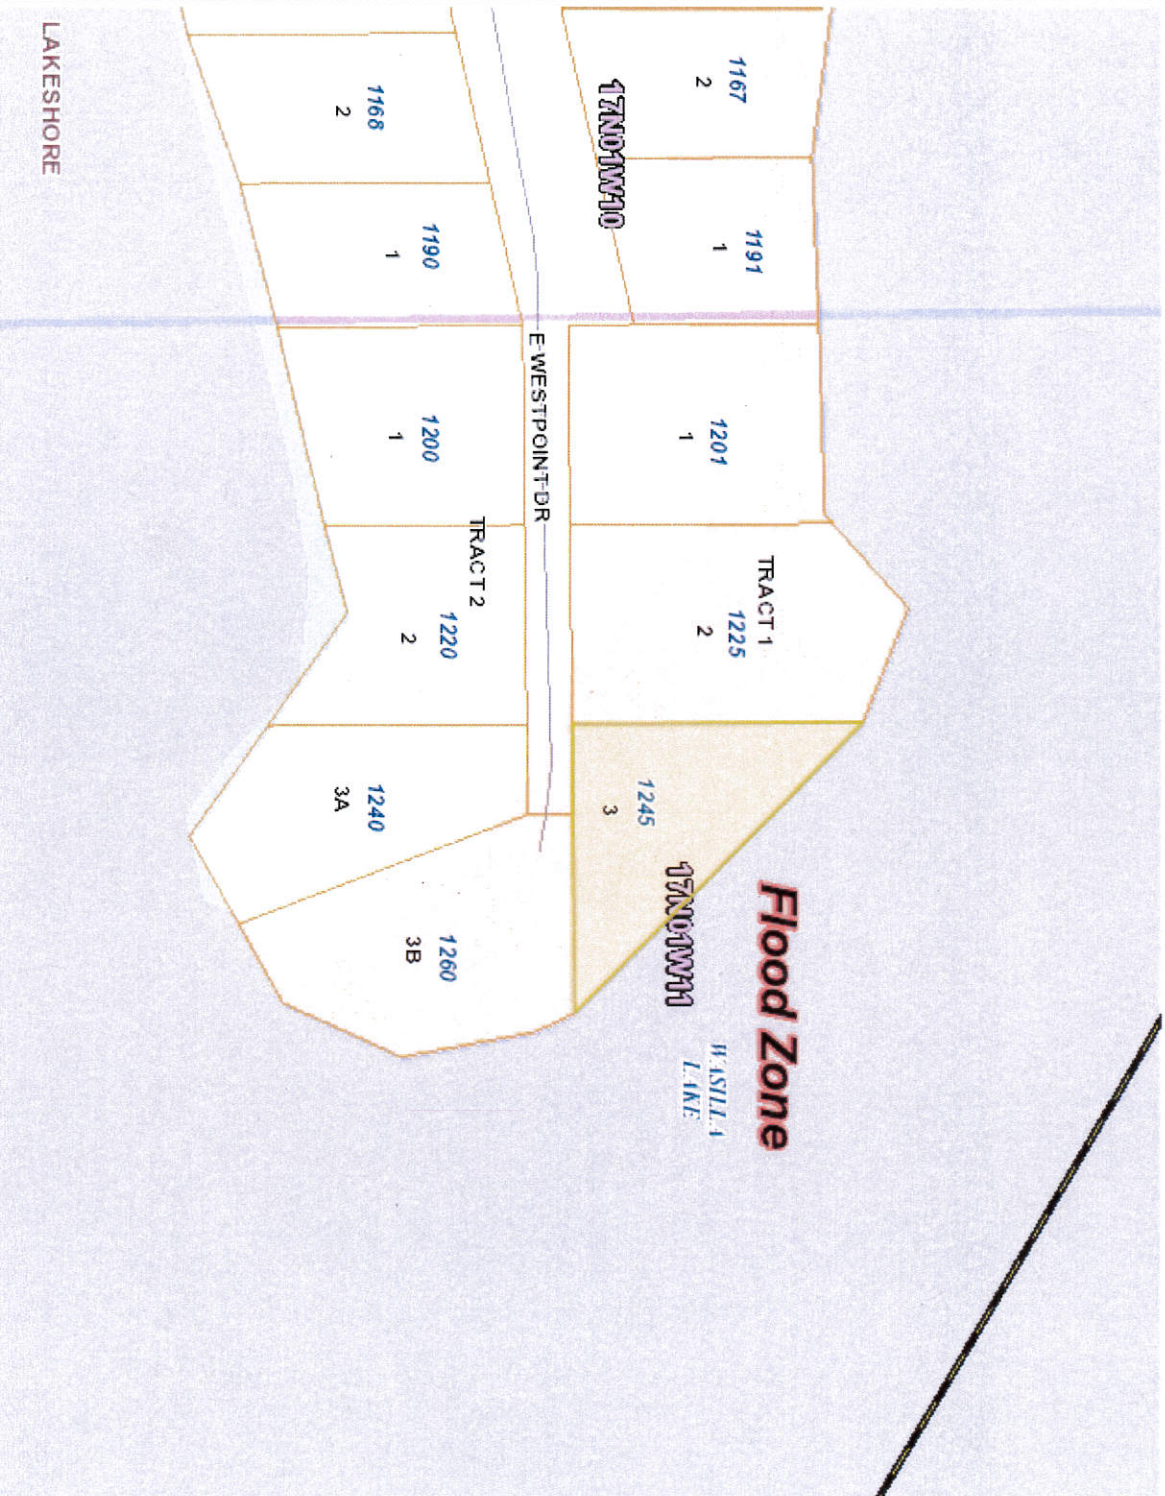 Flood Zone
WASILLA
LAKE
1167
2
17N01W10
1191
1
1201
1
TRACT 1
1225
2
1245
3
17N01W11
E WESTPOINT DR
1168
2
1190
1
1200
1
TRACT 2
1220
2
1240
3A
1260
3B
LAKESHORE